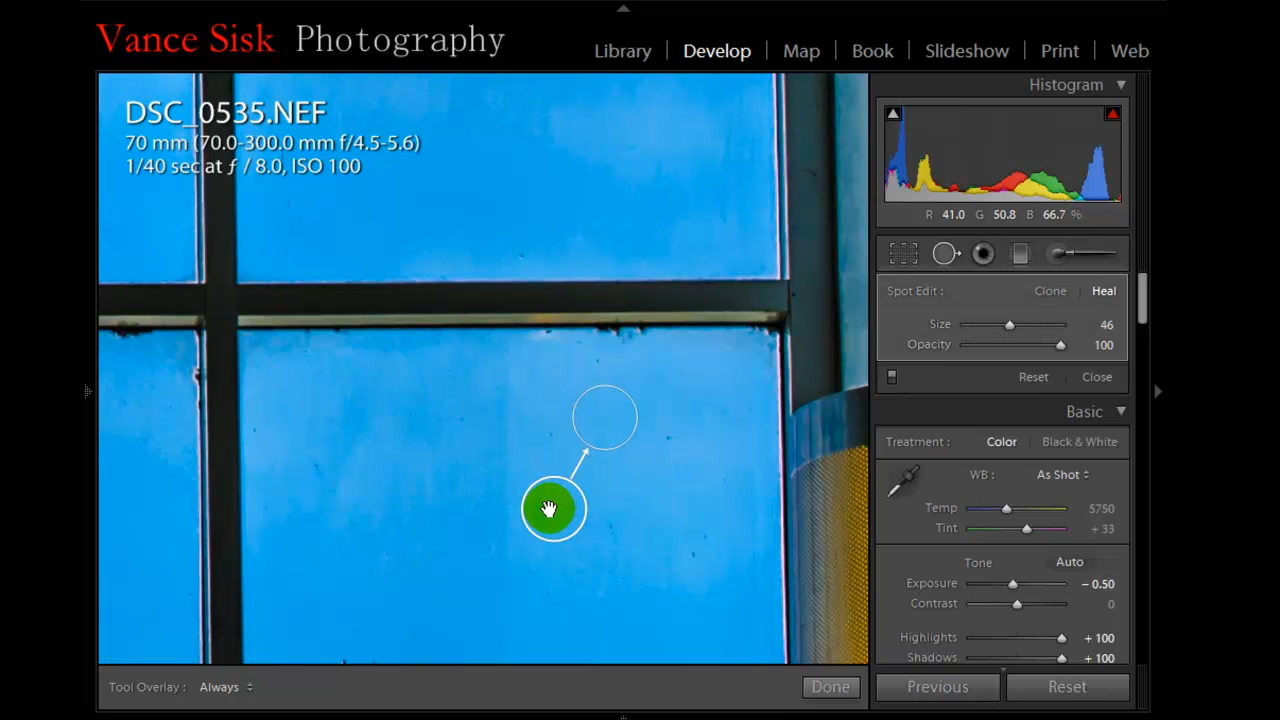 Vance Sisk Photography
Library | Develop | Map | Book | Slideshow | Print | Web
DSC_0535.NEF
70 mm (70.0-300.0 mm f/4.5-5.6)
1/40 sec at ƒ / 8.0, ISO 100
Histogram
R 41.0 G 50.8 B 66.7 %
Spot Edit : Clone Heal
Size 46
Opacity 100
Reset Close
Basic
Treatment : Color Black & White
WB : As Shot
Temp 5750
Tint + 33
Tone Auto
Exposure − 0.50
Contrast 0
Highlights + 100
Shadows + 100
Tool Overlay : Always Done
Previous Reset